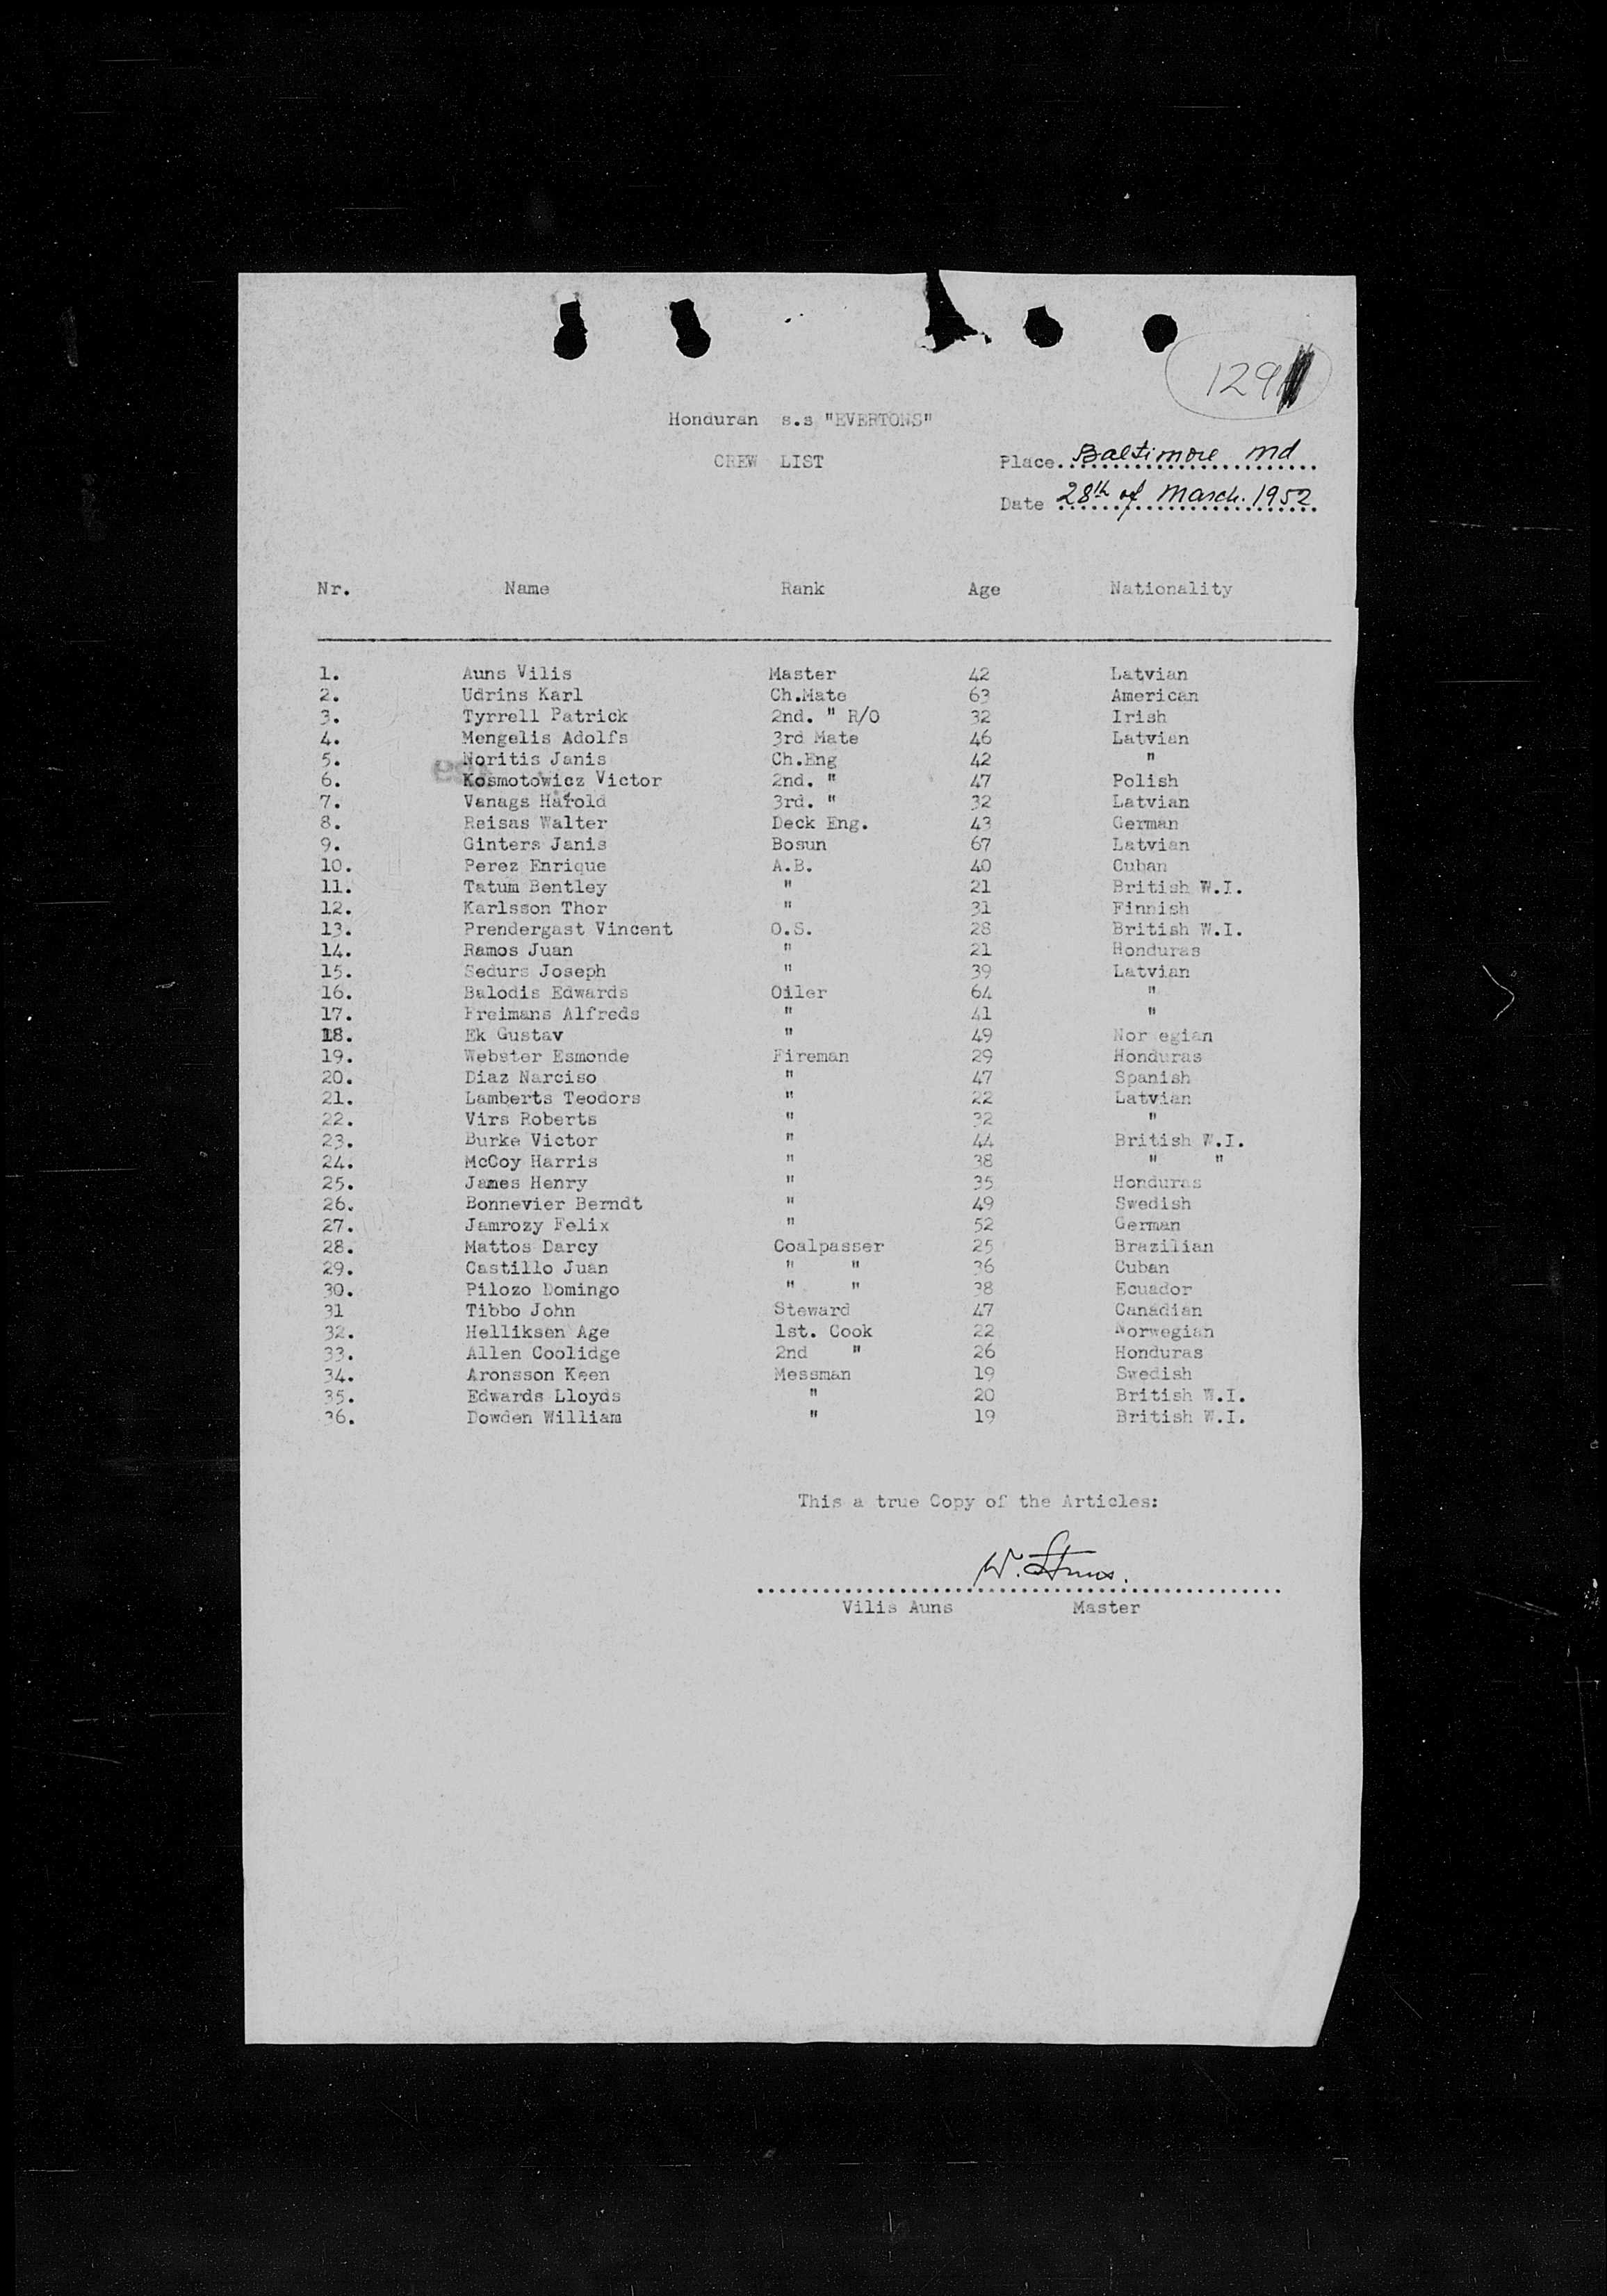 129
Honduran s.s "EVERTONS"
CREW LIST
Place Baltimore Md
Date 28th of March. 1952
Nr. Name Rank Age Nationality
1. Auns Vilis Master 42 Latvian
2. Udrins Karl Ch.Mate 63 American
3. Tyrrell Patrick 2nd. " R/O 32 Irish
4. Mengelis Adolfs 3rd Mate 46 Latvian
5. Noritis Janis Ch.Eng 42 "
6. Kosmotowicz Victor 2nd. " 47 Polish
7. Vanags Harold 3rd. " 32 Latvian
8. Reisas Walter Deck Eng. 43 German
9. Ginters Janis Bosun 67 Latvian
10. Perez Enrique A.B. 40 Cuban
11. Tatum Bentley " 21 British W.I.
12. Karlsson Thor " 31 Finnish
13. Prendergast Vincent O.S. 28 British W.I.
14. Ramos Juan " 21 Honduras
15. Sedurs Joseph " 39 Latvian
16. Balodis Edwards Oiler 64 "
17. Freimans Alfreds " 41 "
18. Ek Gustav " 49 Nor egian
19. Webster Esmonde Fireman 29 Honduras
20. Diaz Narciso " 47 Spanish
21. Lamberts Teodors " 22 Latvian
22. Virs Roberts " 32 "
23. Burke Victor " 44 British W.I.
24. McCoy Harris " 38 " "
25. James Henry " 35 Honduras
26. Bonnevier Berndt " 49 Swedish
27. Jamrozy Felix " 52 German
28. Mattos Darcy Coalpasser 25 Brazilian
29. Castillo Juan " " 36 Cuban
30. Pilozo Domingo " " 38 Ecuador
31 Tibbo John Steward 47 Canadian
32. Helliksen Age 1st. Cook 22 Norwegian
33. Allen Coolidge 2nd " 26 Honduras
34. Aronsson Keen Messman 19 Swedish
35. Edwards Lloyds " 20 British W.I.
36. Dowden William " 19 British W.I.
This a true Copy of the Articles:
Vilis Auns Master